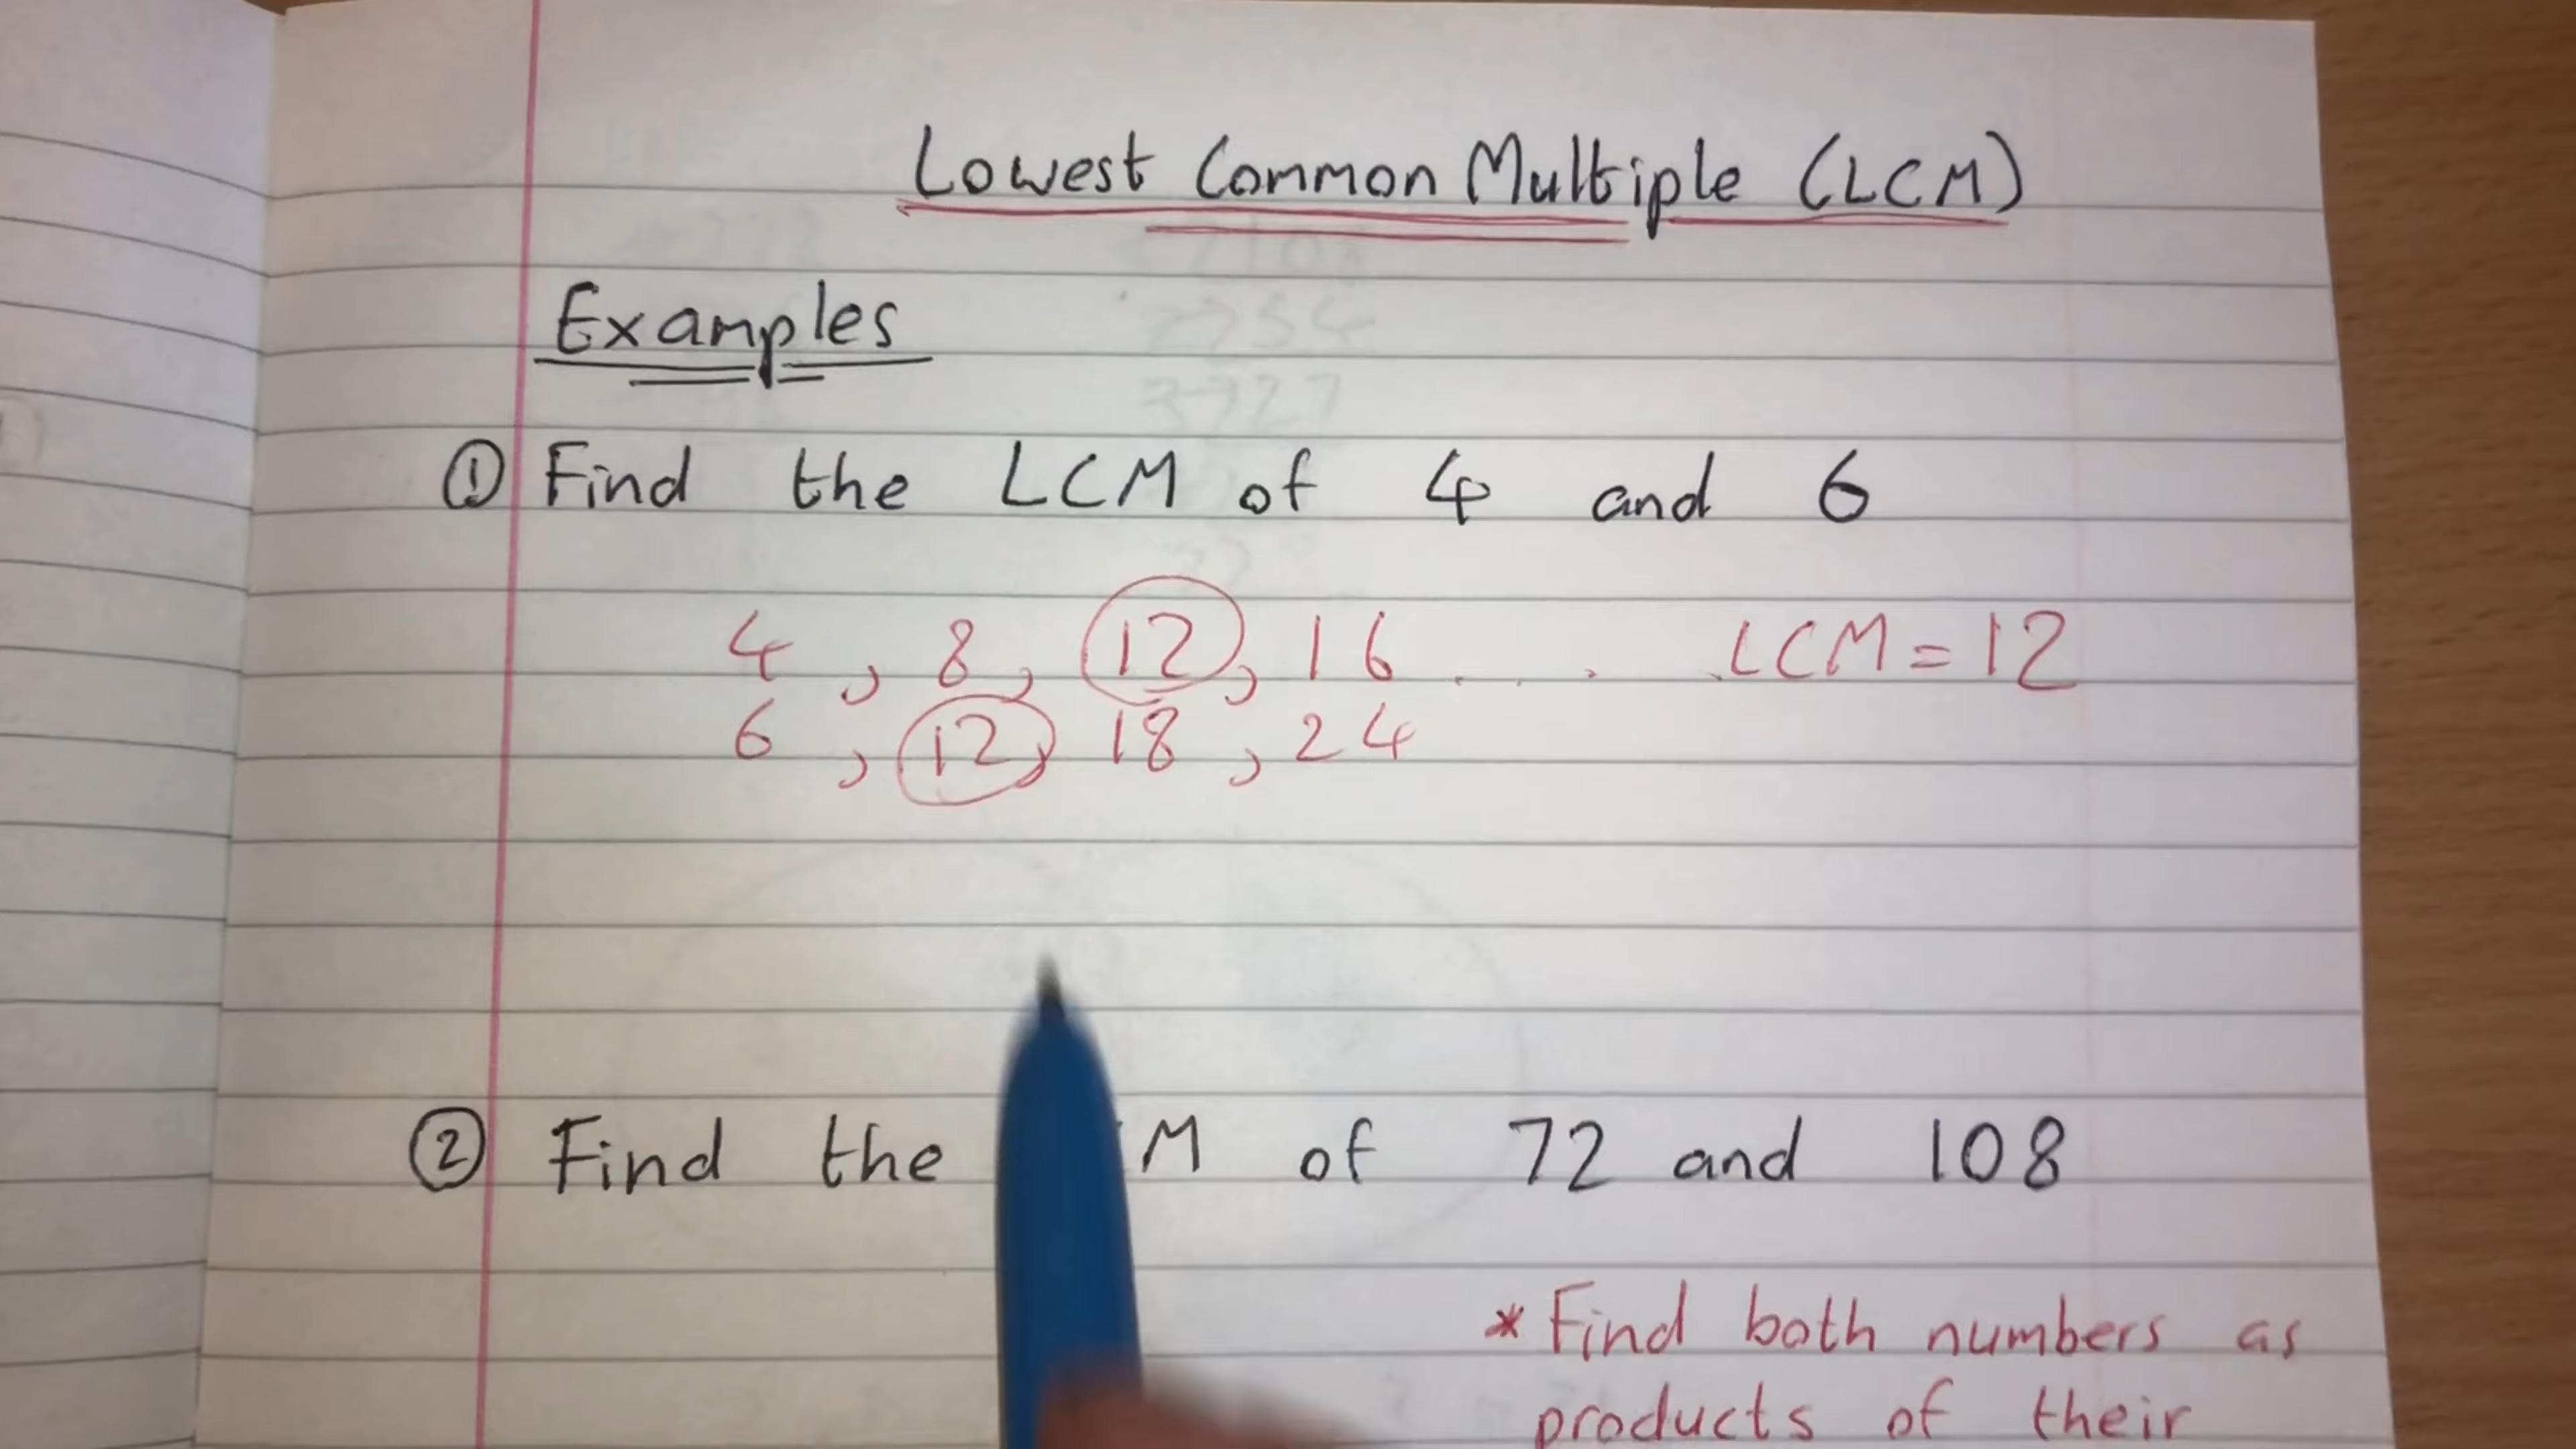 Lowest Common Multiple (LCM)
Examples
① Find the LCM of 4 and 6
4, 8, 12, 16 . . . LCM = 12
6, 12, 18, 24
② Find the M of 72 and 108
* Find both numbers as
products of their